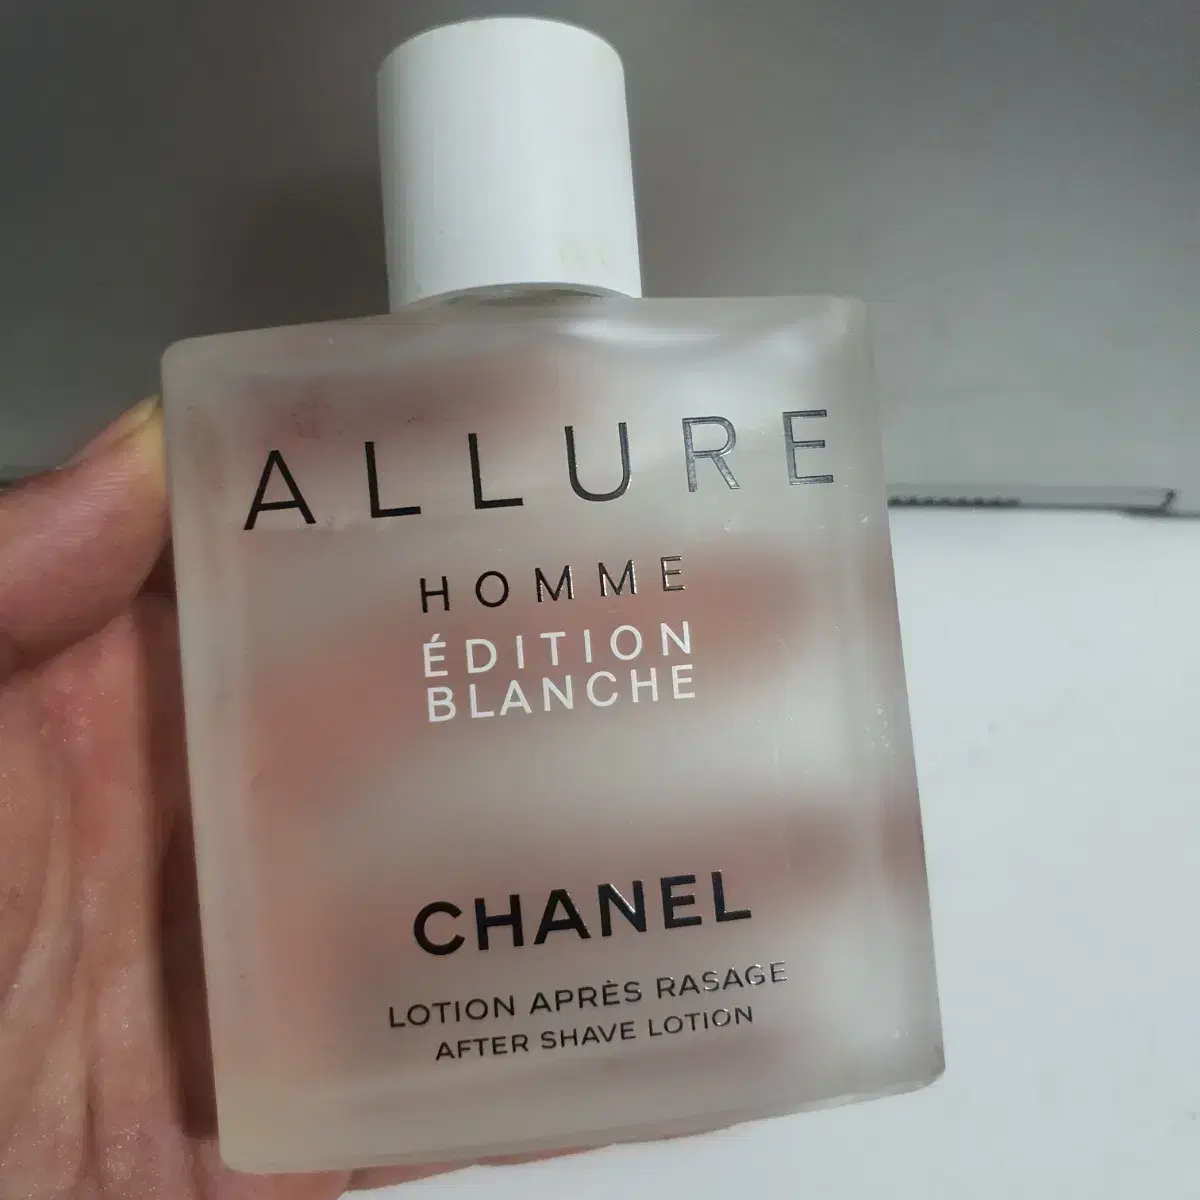 ALLURE
HOMME
ÉDITION
BLANCHE
CHANEL
LOTION APRÈS RASAGE
AFTER SHAVE LOTION